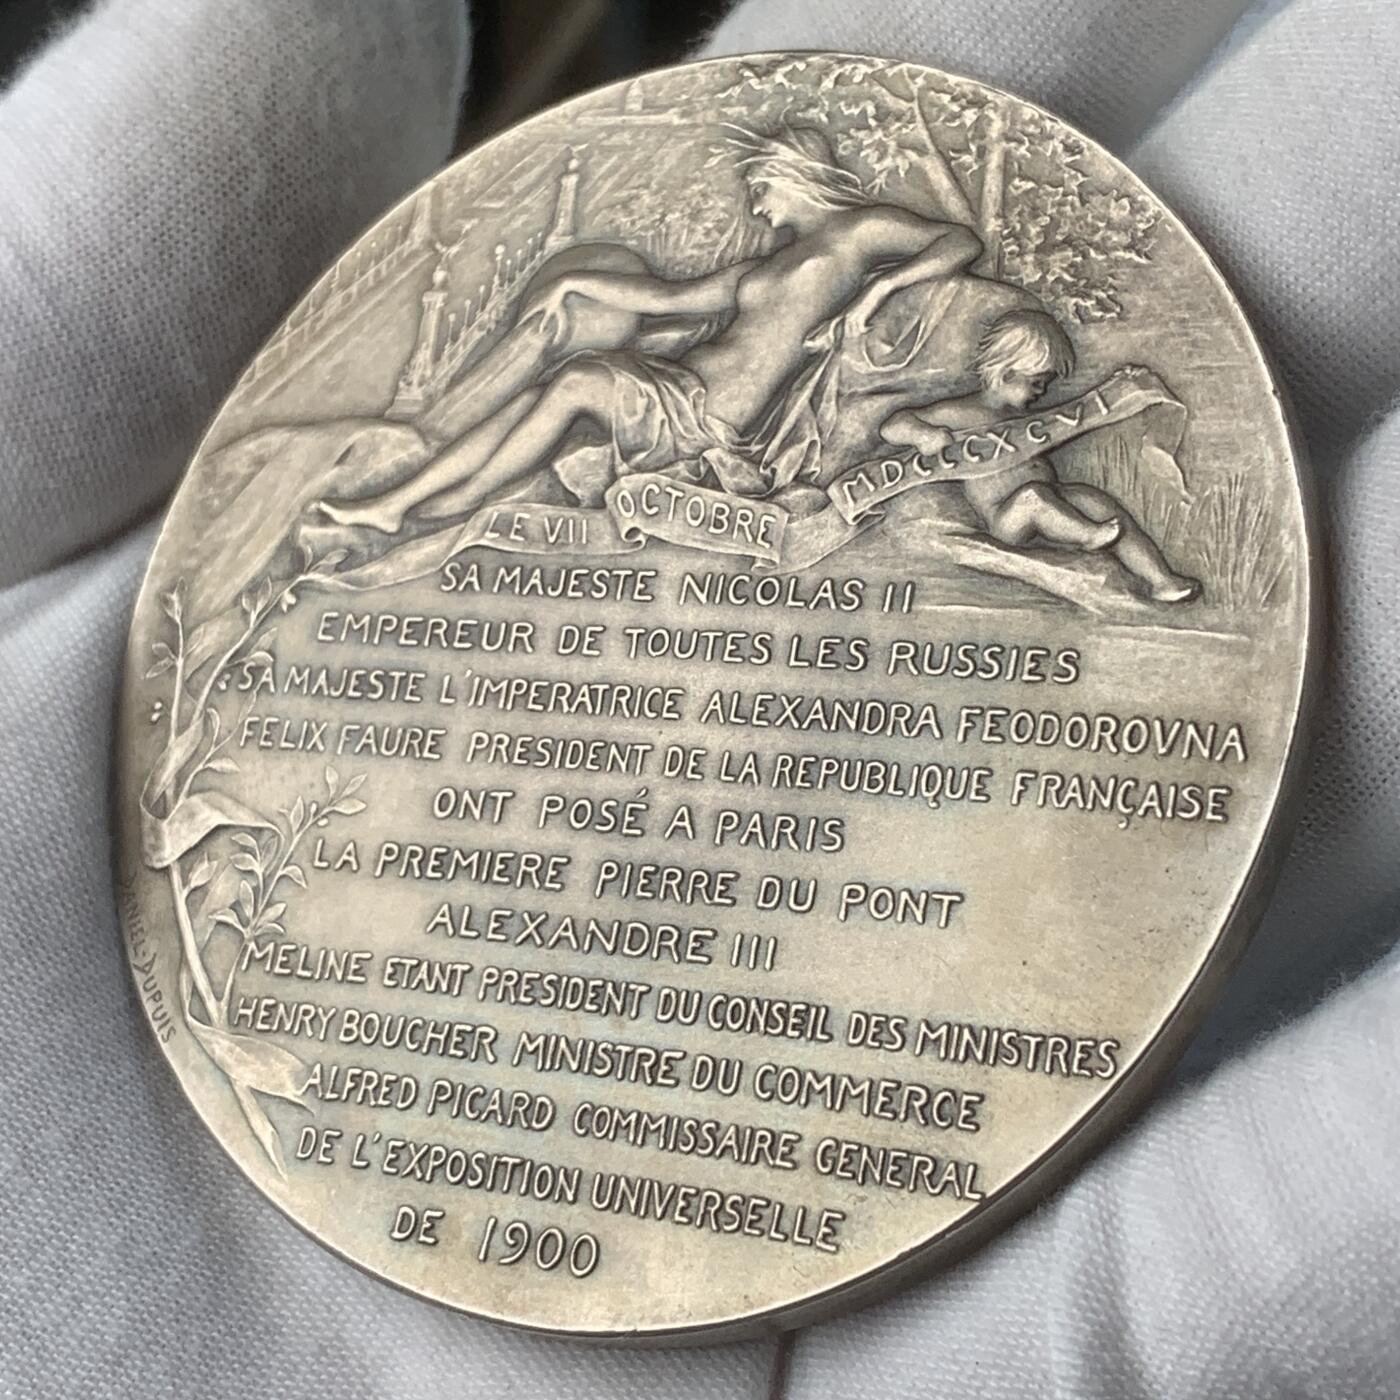 LE VII OCTOBRE MDCCCXCVI
SA MAJESTE NICOLAS II
EMPEREUR DE TOUTES LES RUSSIES
SA MAJESTE L'IMPERATRICE ALEXANDRA FEODOROVNA
FELIX FAURE PRESIDENT DE LA REPUBLIQUE FRANÇAISE
ONT POSÉ A PARIS
LA PREMIERE PIERRE DU PONT
ALEXANDRE III
MELINE ETANT PRESIDENT DU CONSEIL DES MINISTRES
HENRY BOUCHER MINISTRE DU COMMERCE
ALFRED PICARD COMMISSAIRE GENERAL
DE L'EXPOSITION UNIVERSELLE
DE 1900
DANIEL-DUPUIS